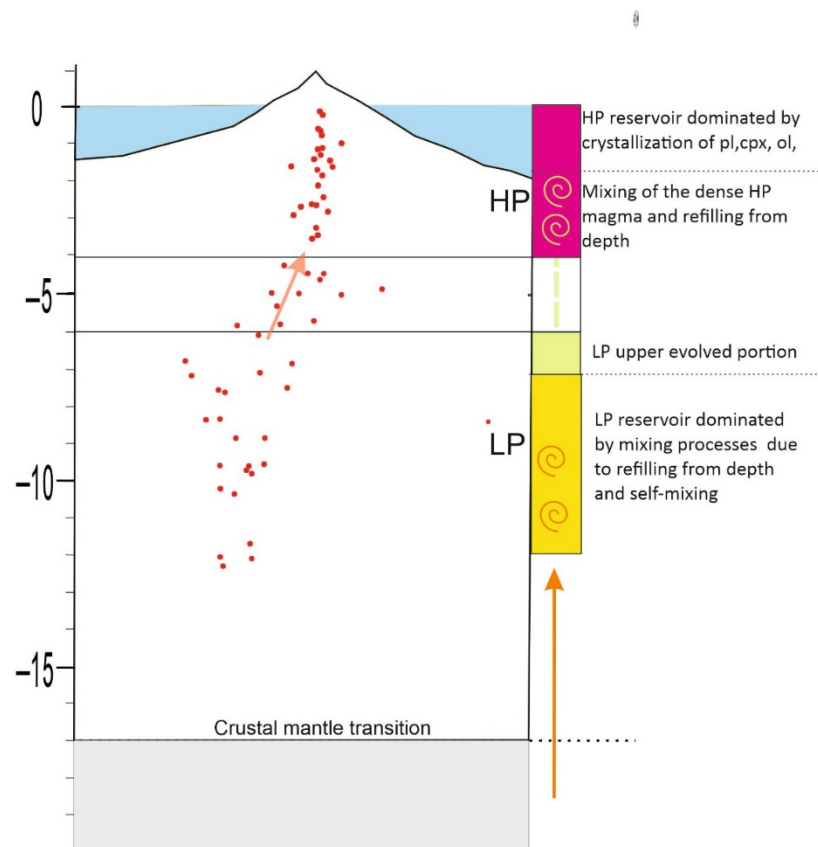 0
HP reservoir dominated by
crystallization of pl,cpx, ol,
HP
Mixing of the dense HP
magma and refilling from
depth
−5
LP upper evolved portion
LP
LP reservoir dominated
by mixing processes due
to refilling from depth
and self-mixing
−10
−15
Crustal mantle transition